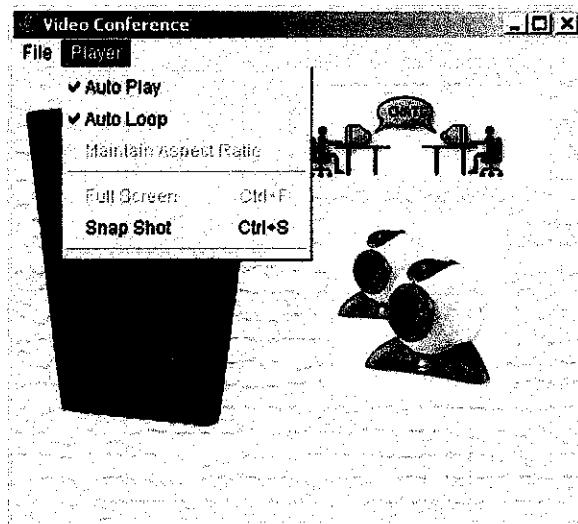 Video Conference
File Player
✓ Auto Play
✓ Auto Loop
Maintain Aspect Ratio
Full Screen Ctrl+F
Snap Shot Ctrl+S